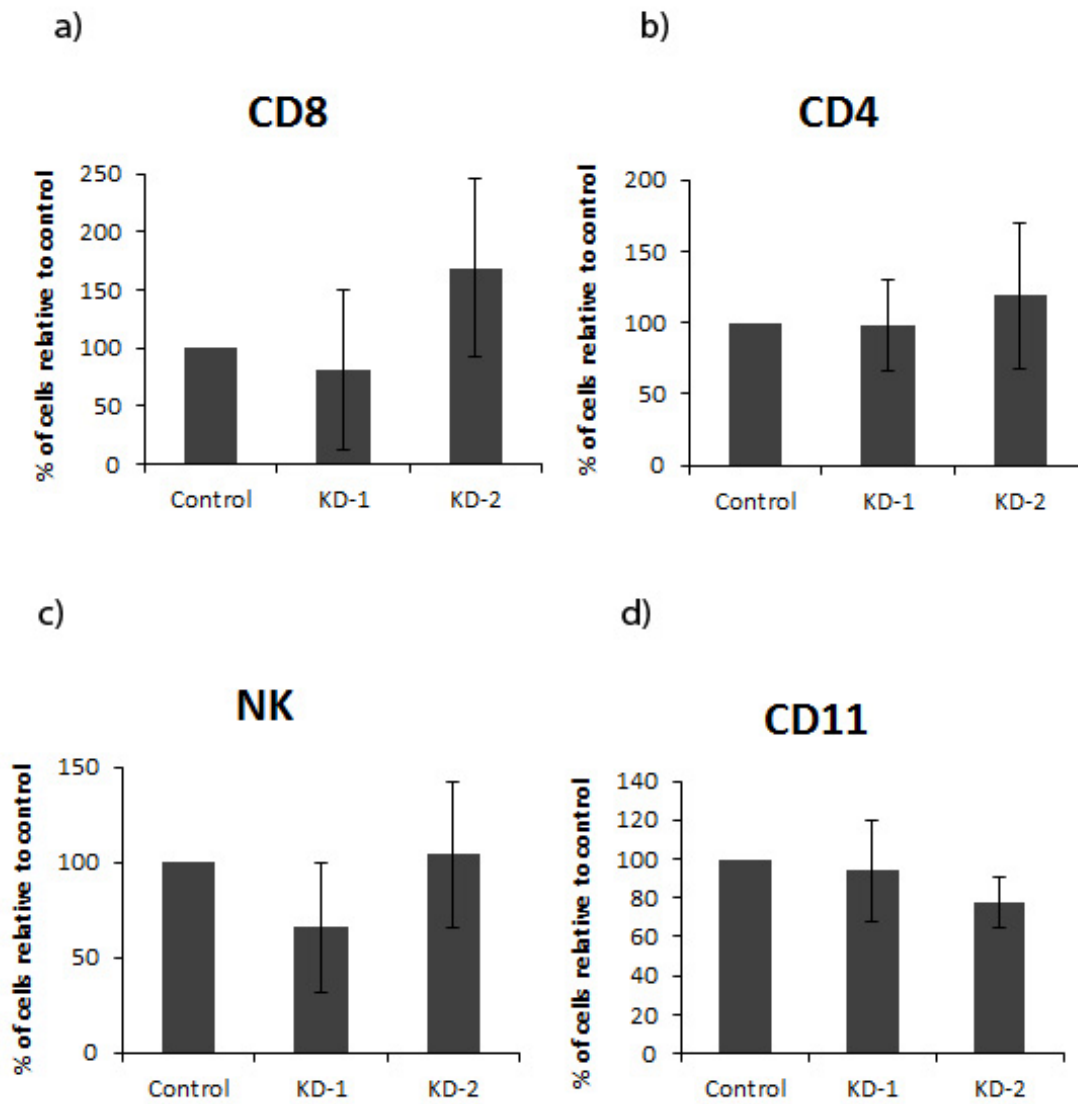 a)
CD8
% of cells relative to control
250
200
150
100
50
0
Control KD-1 KD-2
b)
CD4
% of cells relative to control
200
150
100
50
0
Control KD-1 KD-2
c)
NK
% of cells relative to control
150
100
50
0
Control KD-1 KD-2
d)
CD11
% of cells relative to control
140
120
100
80
60
40
20
0
Control KD-1 KD-2